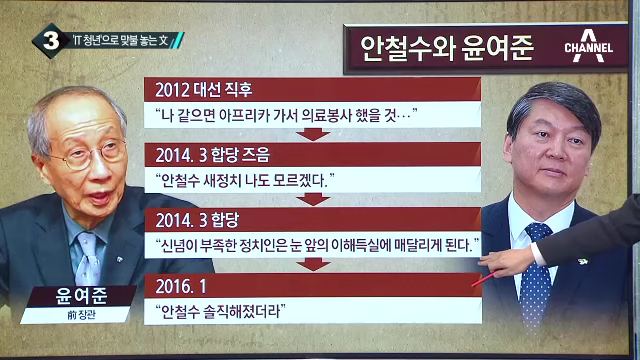 3
'IT 청년'으로 맞불 놓는 文
안철수와 윤여준
CHANNEL A
2012 대선 직후
“나 같으면 아프리카 가서 의료봉사 했을 것…”
2014. 3 합당 즈음
“안철수 새정치 나도 모르겠다.”
2014. 3 합당
“신념이 부족한 정치인은 눈 앞의 이해득실에 매달리게 된다.”
2016. 1
“안철수 솔직해졌더라”
윤여준
前 장관